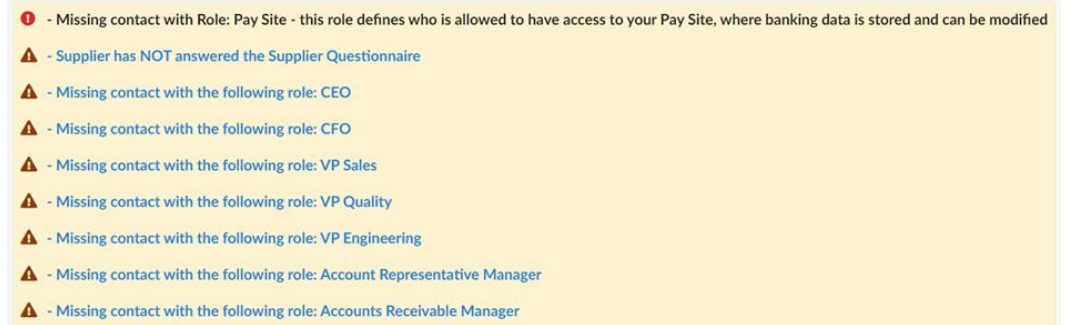 - Missing contact with Role: Pay Site - this role defines who is allowed to have access to your Pay Site, where banking data is stored and can be modified
- Supplier has NOT answered the Supplier Questionnaire
- Missing contact with the following role: CEO
- Missing contact with the following role: CFO
- Missing contact with the following role: VP Sales
- Missing contact with the following role: VP Quality
- Missing contact with the following role: VP Engineering
- Missing contact with the following role: Account Representative Manager
- Missing contact with the following role: Accounts Receivable Manager